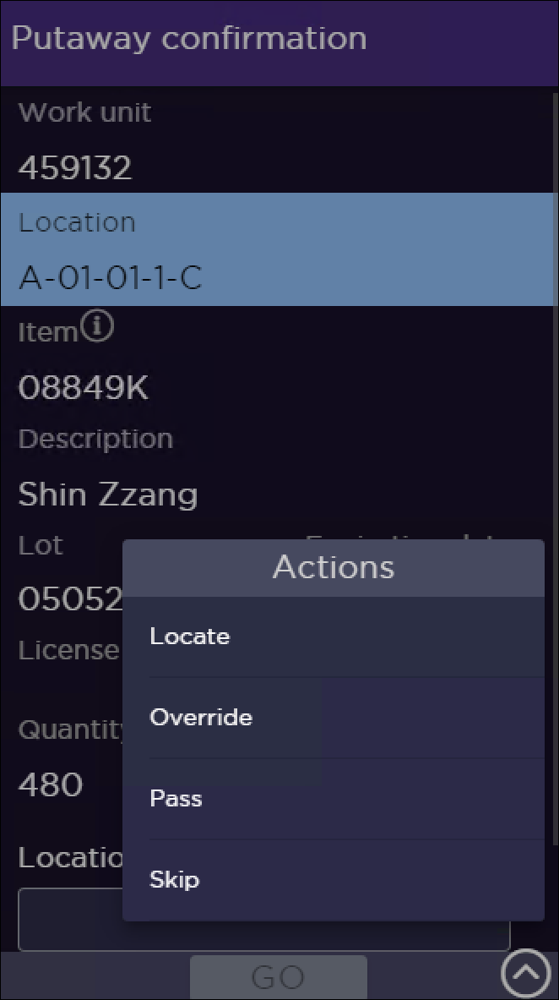 Putaway confirmation
Work unit
459132
Location
A-01-01-1-C
Item
08849K
Description
Shin Zzang
Lot
05052
License
Quantity
480
Locatio
Actions
Locate
Override
Pass
Skip
GO